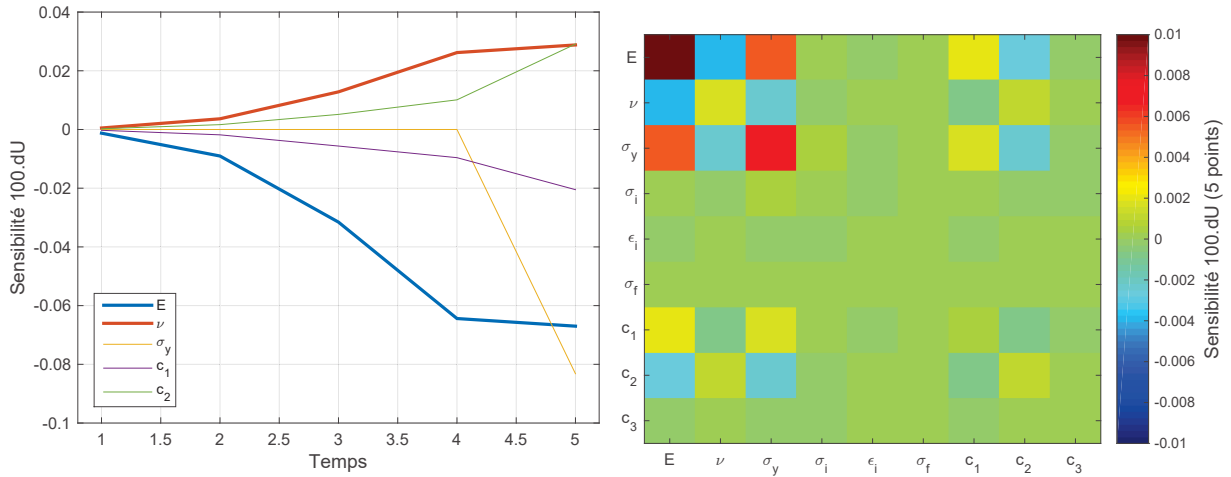 0.04
0.02
0
-0.02
-0.04
-0.06
-0.08
-0.1
Sensibilité 100.dU
1 1.5 2 2.5 3 3.5 4 4.5 5
Temps
E
ν
σy
c1
c2
E
ν
σy
σi
ϵi
σf
c1
c2
c3
E ν σy σi ϵi σf c1 c2 c3
0.01
0.008
0.006
0.004
0.002
0
-0.002
-0.004
-0.006
-0.008
-0.01
Sensibilité 100.dU (5 points)